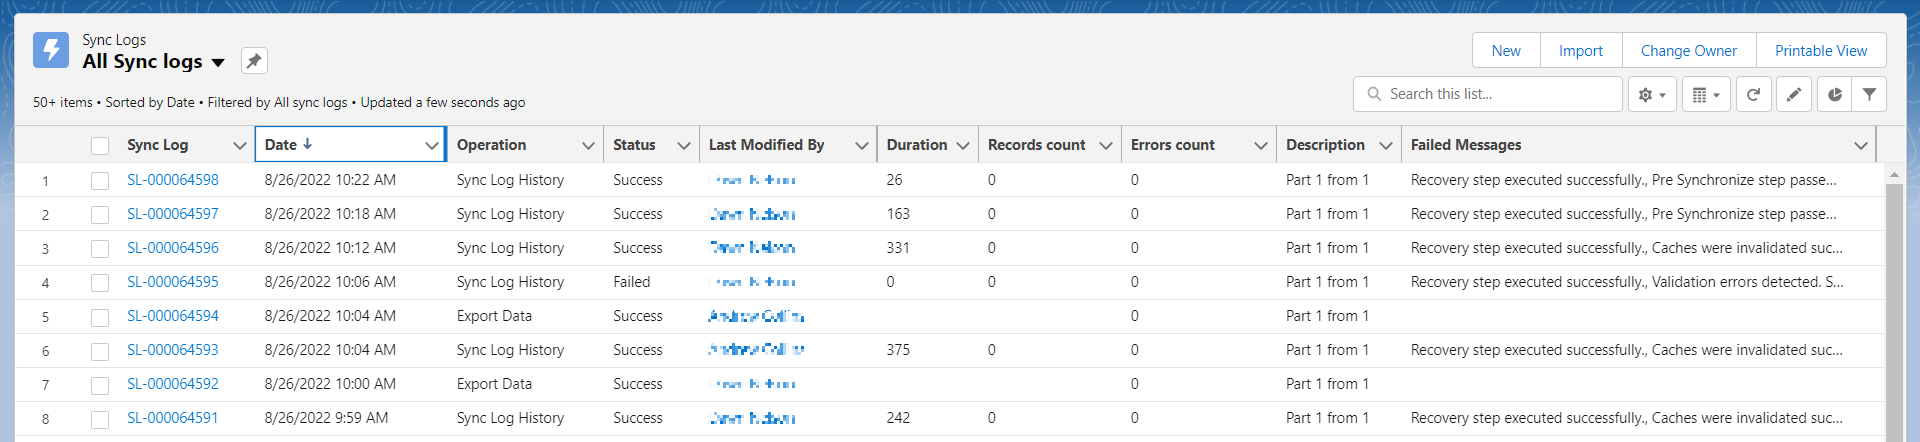 Sync Logs
All Sync logs
New Import Change Owner Printable View
50+ items • Sorted by Date • Filtered by All sync logs • Updated a few seconds ago
Search this list...
Sync Log Date Operation Status Last Modified By Duration Records count Errors count Description Failed Messages
1 SL-000064598 8/26/2022 10:22 AM Sync Log History Success 26 0 0 Part 1 from 1 Recovery step executed successfully., Pre Synchronize step passe...
2 SL-000064597 8/26/2022 10:18 AM Sync Log History Success 163 0 0 Part 1 from 1 Recovery step executed successfully., Pre Synchronize step passe...
3 SL-000064596 8/26/2022 10:12 AM Sync Log History Success 331 0 0 Part 1 from 1 Recovery step executed successfully., Caches were invalidated suc...
4 SL-000064595 8/26/2022 10:06 AM Sync Log History Failed 0 0 0 Part 1 from 1 Recovery step executed successfully., Validation errors detected. S...
5 SL-000064594 8/26/2022 10:04 AM Export Data Success 0 Part 1 from 1
6 SL-000064593 8/26/2022 10:04 AM Sync Log History Success 375 0 0 Part 1 from 1 Recovery step executed successfully., Caches were invalidated suc...
7 SL-000064592 8/26/2022 10:00 AM Export Data Success 0 Part 1 from 1
8 SL-000064591 8/26/2022 9:59 AM Sync Log History Success 242 0 0 Part 1 from 1 Recovery step executed successfully., Caches were invalidated suc...